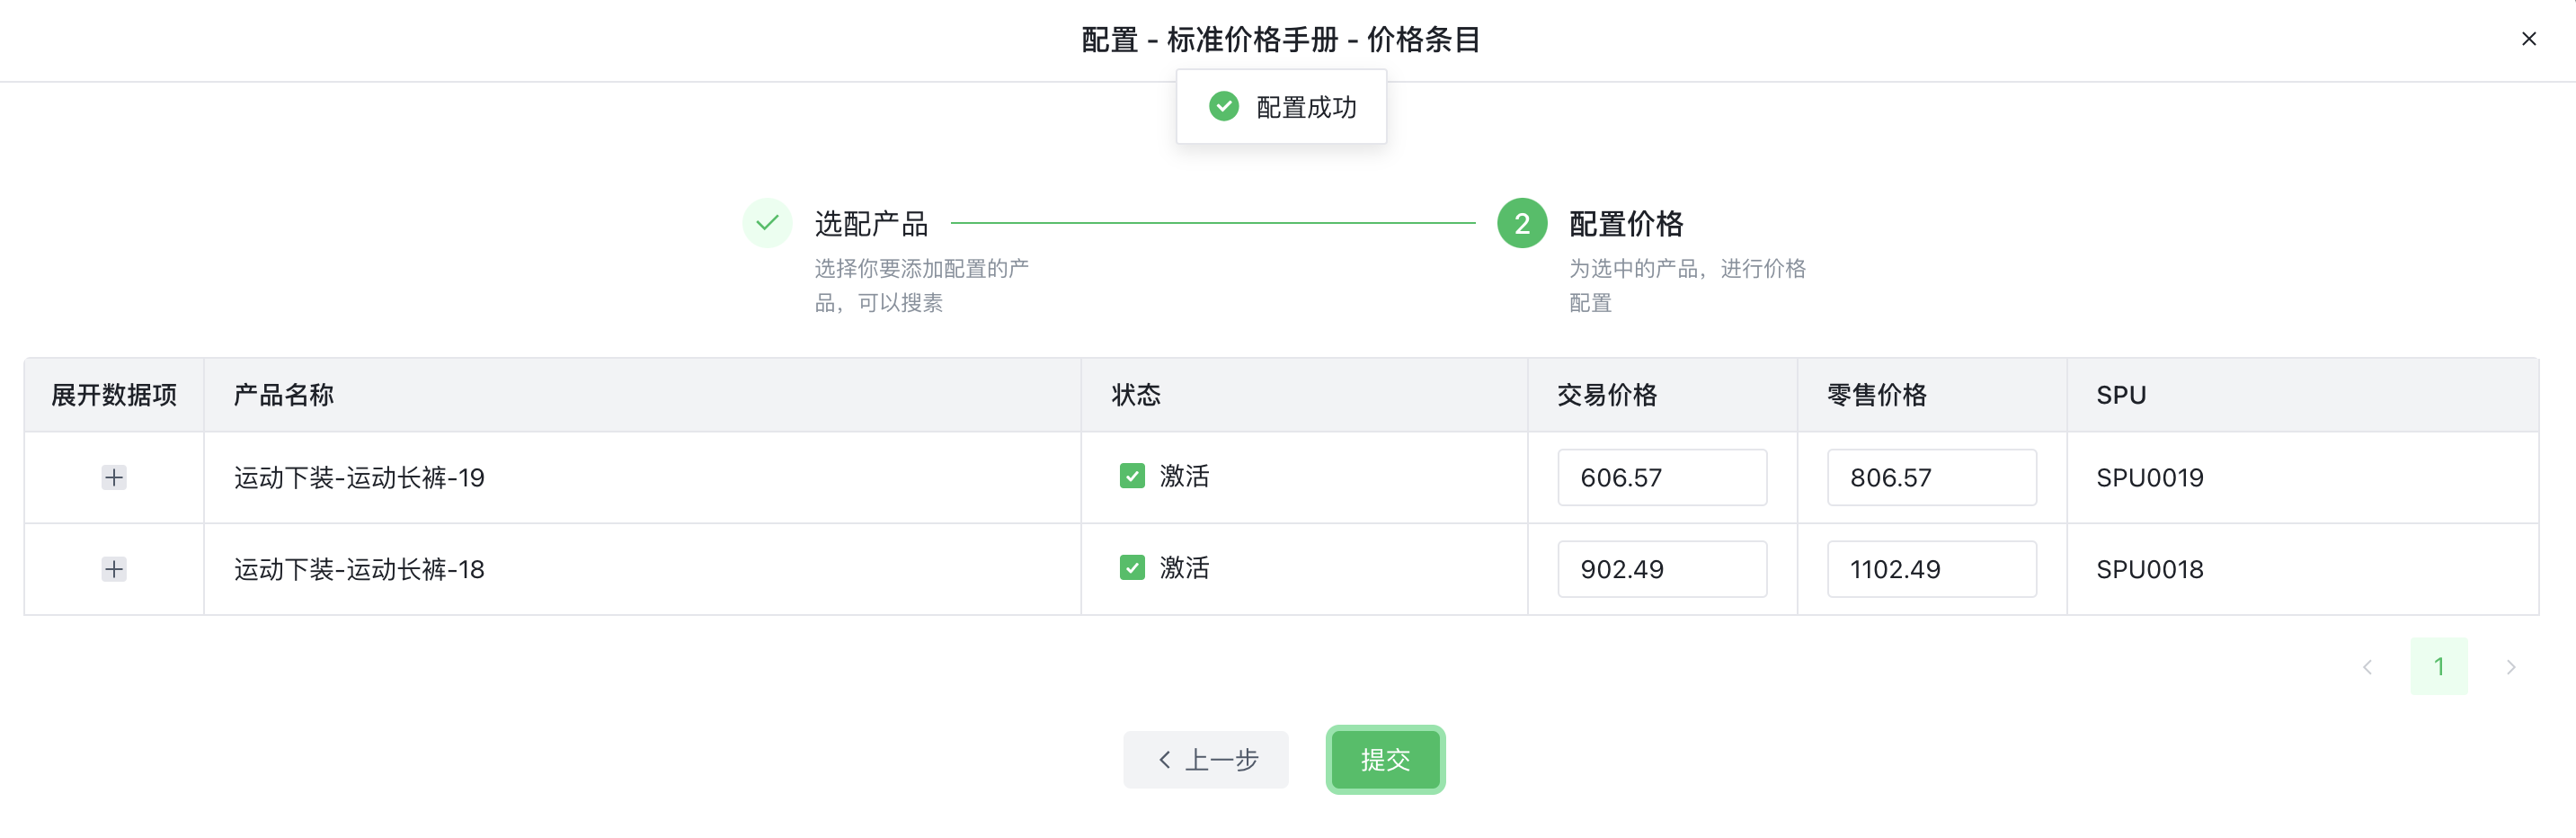 配置 - 标准价格手册 - 价格条目
配置成功
选配产品
选择你要添加配置的产
品，可以搜素
2
配置价格
为选中的产品，进行价格
配置
展开数据项 产品名称 状态 交易价格 零售价格 SPU
运动下装-运动长裤-19 激活 606.57 806.57 SPU0019
运动下装-运动长裤-18 激活 902.49 1102.49 SPU0018
1
上一步 提交